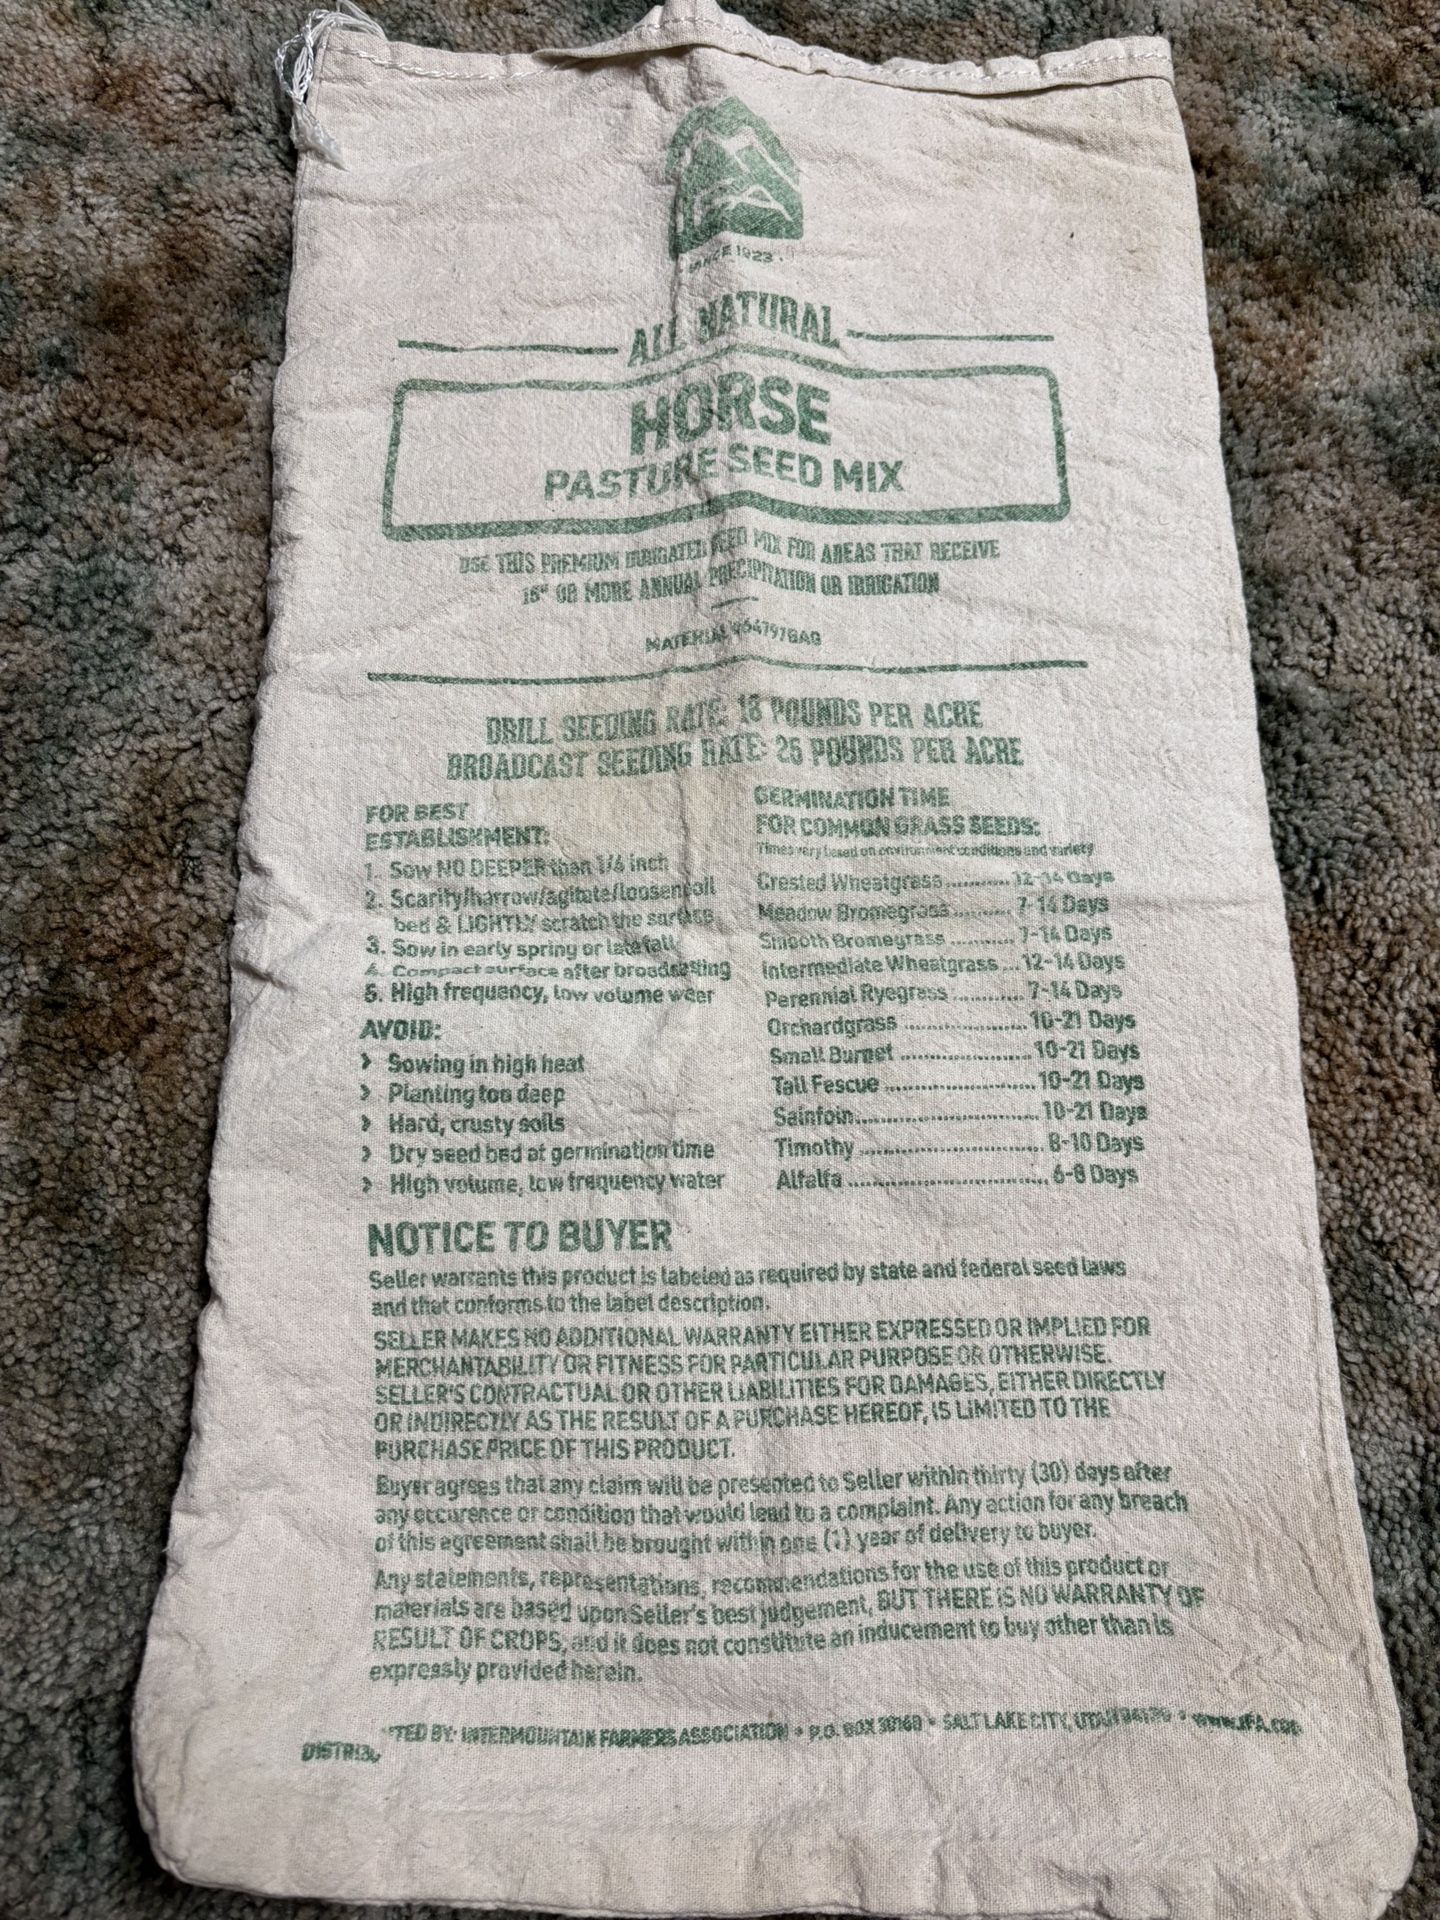 SINCE 1923
ALL NATURAL
HORSE
PASTURE SEED MIX
USE THIS PREMIUM IRRIGATED SEED MIX FOR AREAS THAT RECEIVE
OR MORE ANNUAL PRECIPITATION OR IRRIGATION
MATERIAL
DRILL SEEDING RATE: 18 POUNDS PER ACRE
BROADCAST SEEDING RATE: 25 POUNDS PER ACRE
FOR BEST
ESTABLISHMENT:
1. Sow NO DEEPER than 1/4 inch
2. Scarify/harrow/agitate/loosen soil
bed & LIGHTLY scratch the surface
3. Sow in early spring or late fall
4. Compact surface after broadcasting
5. High frequency, low volume water
AVOID:
› Sowing in high heat
› Planting too deep
› Hard, crusty soils
› Dry seed bed at germination time
› High volume, low frequency water
GERMINATION TIME
FOR COMMON GRASS SEEDS:
Times vary based on environment conditions and variety
Crested Wheatgrass ........... 12-14 Days
Meadow Bromegrass .......... 7-14 Days
Smooth Bromegrass ........... 7-14 Days
Intermediate Wheatgrass ... 12-14 Days
Perennial Ryegrass ............ 7-14 Days
Orchardgrass .................... 10-21 Days
Small Burnet ..................... 10-21 Days
Tall Fescue ........................ 10-21 Days
Sainfoin............................. 10-21 Days
Timothy ............................. 8-10 Days
Alfalfa ................................ 6-8 Days
NOTICE TO BUYER
Seller warrants this product is labeled as required by state and federal seed laws
and that conforms to the label description.
SELLER MAKES NO ADDITIONAL WARRANTY EITHER EXPRESSED OR IMPLIED FOR
MERCHANTABILITY OR FITNESS FOR PARTICULAR PURPOSE OR OTHERWISE.
SELLER'S CONTRACTUAL OR OTHER LIABILITIES FOR DAMAGES, EITHER DIRECTLY
OR INDIRECTLY AS THE RESULT OF A PURCHASE HEREOF, IS LIMITED TO THE
PURCHASE PRICE OF THIS PRODUCT.
Buyer agrees that any claim will be presented to Seller within thirty (30) days after
any occurence or condition that would lead to a complaint. Any action for any breach
of this agreement shall be brought within one (1) year of delivery to buyer.
Any statements, representations, recommendations for the use of this product or
materials are based upon Seller's best judgement, BUT THERE IS NO WARRANTY OF
RESULT OF CROPS, and it does not constitute an inducement to buy other than is
expressly provided herein.
DISTRIBUTED BY: INTERMOUNTAIN FARMERS ASSOCIATION • P.O. BOX 30168 • SALT LAKE CITY, UTAH • www.IFA.coo